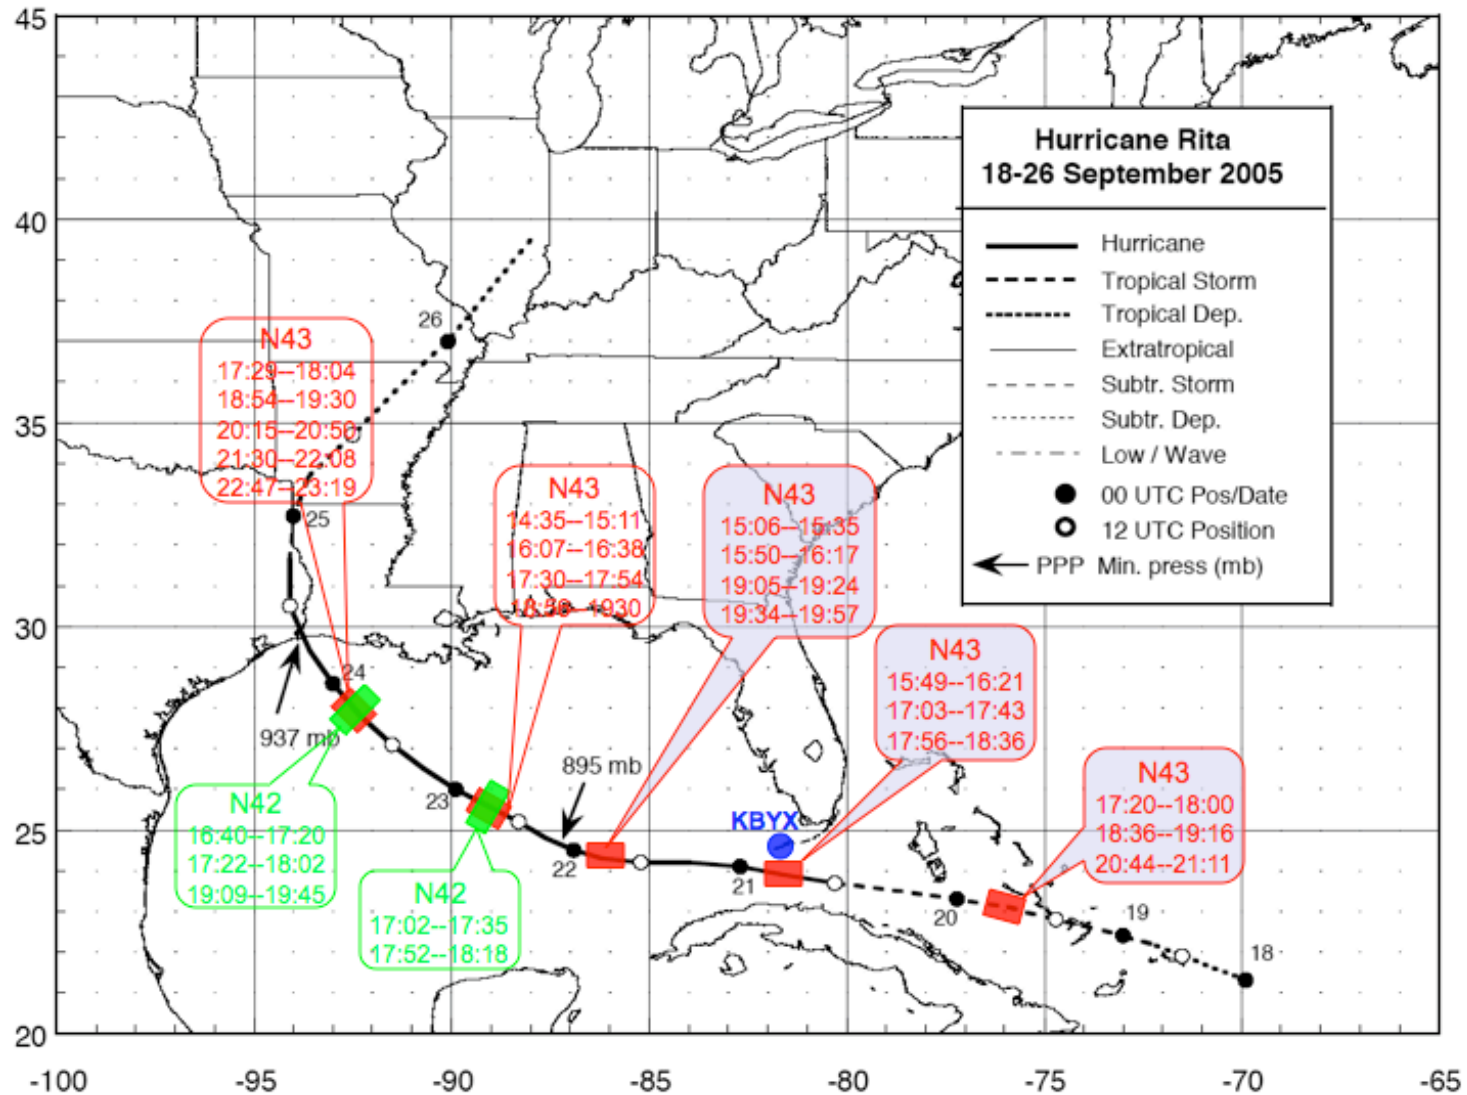 45
40
35
30
25
20
-100
-95
-90
-85
-80
-75
-70
-65
Hurricane Rita
18-26 September 2005
Hurricane
Tropical Storm
Tropical Dep.
Extratropical
Subtr. Storm
Subtr. Dep.
Low / Wave
00 UTC Pos/Date
12 UTC Position
PPP Min. press (mb)
26
N43
17:29--18:04
18:54--19:30
20:15--20:50
21:30--22:08
22:47--23:19
25
N43
14:35--15:11
16:07--16:38
17:30--17:54
1930
N43
15:06--15:35
15:50--16:17
19:05--19:24
19:34--19:57
N43
15:49--16:21
17:03--17:43
17:56--18:36
N43
17:20--18:00
18:36--19:16
20:44--21:11
24
937 mb
N42
16:40--17:20
17:22--18:02
19:09--19:45
23
895 mb
22
KBYX
21
20
19
18
N42
17:02--17:35
17:52--18:18